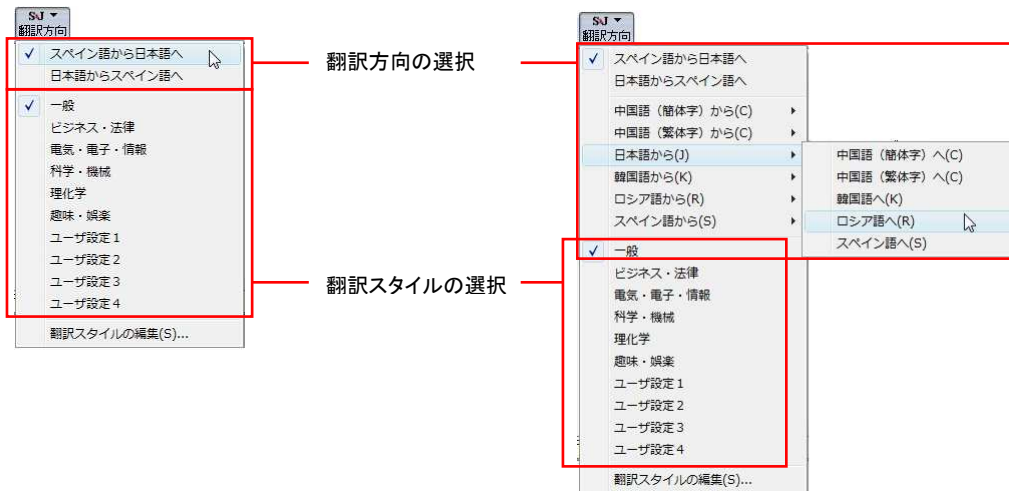 StJ ▼
翻訳方向
✓ スペイン語から日本語へ
日本語からスペイン語へ
✓ 一般
ビジネス・法律
電気・電子・情報
科学・機械
理化学
趣味・娯楽
ユーザ設定1
ユーザ設定2
ユーザ設定3
ユーザ設定4
翻訳スタイルの編集(S)...
翻訳方向の選択
翻訳スタイルの選択
StJ ▼
翻訳方向
✓ スペイン語から日本語へ
日本語からスペイン語へ
中国語（簡体字）から(C)
中国語（繁体字）から(C)
日本語から(J)
韓国語から(K)
ロシア語から(R)
スペイン語から(S)
中国語（簡体字）へ(C)
中国語（繁体字）へ(C)
韓国語へ(K)
ロシア語へ(R)
スペイン語へ(S)
✓ 一般
ビジネス・法律
電気・電子・情報
科学・機械
理化学
趣味・娯楽
ユーザ設定1
ユーザ設定2
ユーザ設定3
ユーザ設定4
翻訳スタイルの編集(S)...